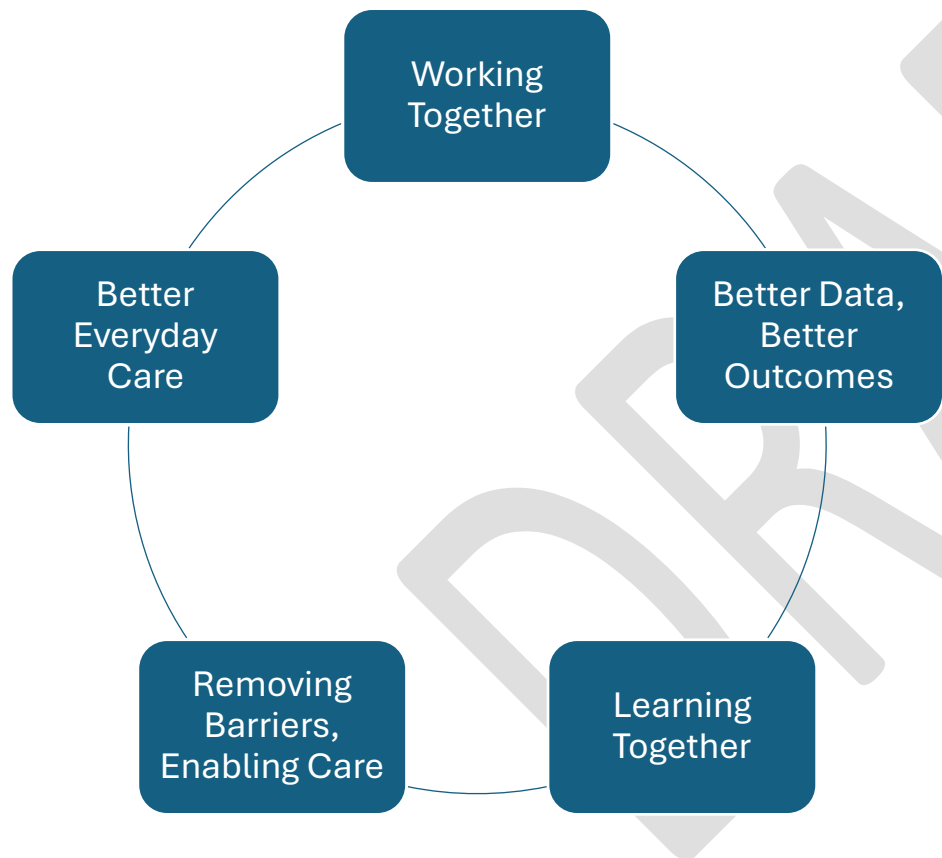 Working
Together
Better Data,
Better
Outcomes
Learning
Together
Removing
Barriers,
Enabling Care
Better
Everyday
Care